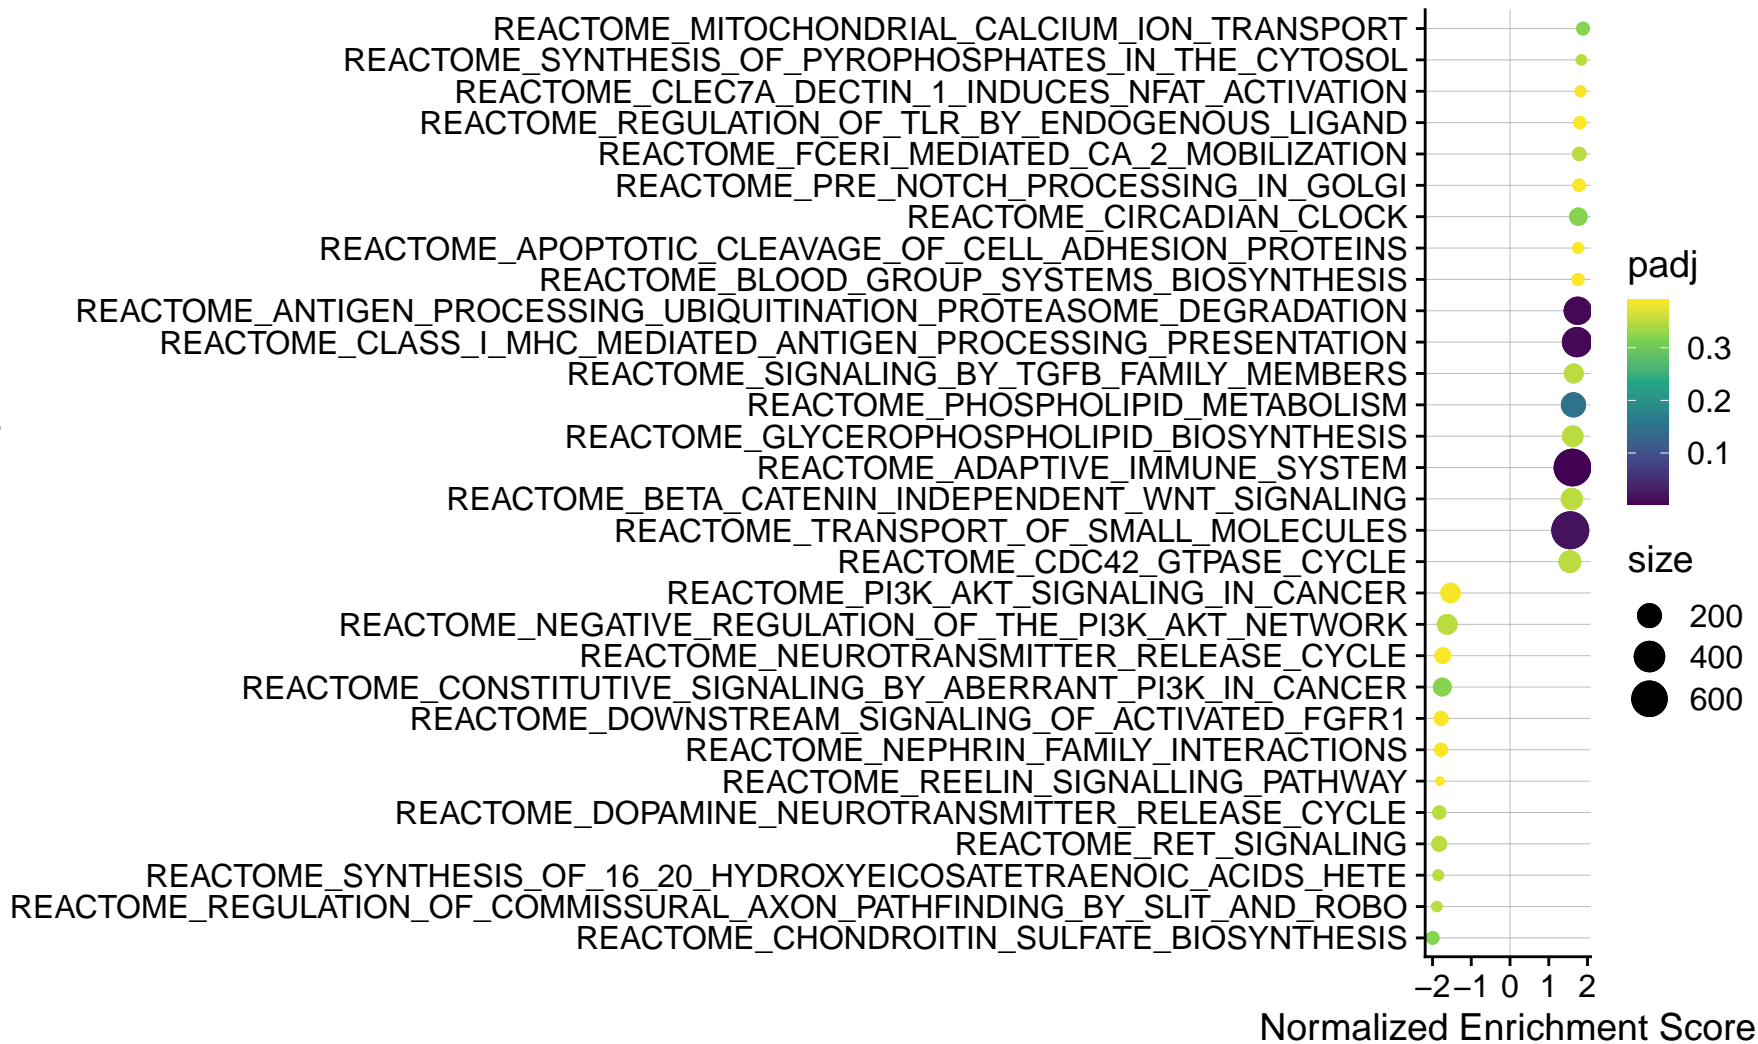 REACTOME_MITOCHONDRIAL_CALCIUM_ION_TRANSPORT
REACTOME_SYNTHESIS_OF_PYROPHOSPHATES_IN_THE_CYTOSOL
REACTOME_CLEC7A_DECTIN_1_INDUCES_NFAT_ACTIVATION
REACTOME_REGULATION_OF_TLR_BY_ENDOGENOUS_LIGAND
REACTOME_FCERI_MEDIATED_CA_2_MOBILIZATION
REACTOME_PRE_NOTCH_PROCESSING_IN_GOLGI
REACTOME_CIRCADIAN_CLOCK
REACTOME_APOPTOTIC_CLEAVAGE_OF_CELL_ADHESION_PROTEINS
REACTOME_BLOOD_GROUP_SYSTEMS_BIOSYNTHESIS
REACTOME_ANTIGEN_PROCESSING_UBIQUITINATION_PROTEASOME_DEGRADATION
REACTOME_CLASS_I_MHC_MEDIATED_ANTIGEN_PROCESSING_PRESENTATION
REACTOME_SIGNALING_BY_TGFB_FAMILY_MEMBERS
REACTOME_PHOSPHOLIPID_METABOLISM
REACTOME_GLYCEROPHOSPHOLIPID_BIOSYNTHESIS
REACTOME_ADAPTIVE_IMMUNE_SYSTEM
REACTOME_BETA_CATENIN_INDEPENDENT_WNT_SIGNALING
REACTOME_TRANSPORT_OF_SMALL_MOLECULES
REACTOME_CDC42_GTPASE_CYCLE
REACTOME_PI3K_AKT_SIGNALING_IN_CANCER
REACTOME_NEGATIVE_REGULATION_OF_THE_PI3K_AKT_NETWORK
REACTOME_NEUROTRANSMITTER_RELEASE_CYCLE
REACTOME_CONSTITUTIVE_SIGNALING_BY_ABERRANT_PI3K_IN_CANCER
REACTOME_DOWNSTREAM_SIGNALING_OF_ACTIVATED_FGFR1
REACTOME_NEPHRIN_FAMILY_INTERACTIONS
REACTOME_REELIN_SIGNALLING_PATHWAY
REACTOME_DOPAMINE_NEUROTRANSMITTER_RELEASE_CYCLE
REACTOME_RET_SIGNALING
REACTOME_SYNTHESIS_OF_16_20_HYDROXYEICOSATETRAENOIC_ACIDS_HETE
REACTOME_REGULATION_OF_COMMISSURAL_AXON_PATHFINDING_BY_SLIT_AND_ROBO
REACTOME_CHONDROITIN_SULFATE_BIOSYNTHESIS
−2 −1 0 1 2
Normalized Enrichment Score
padj
0.3
0.2
0.1
size
200
400
600